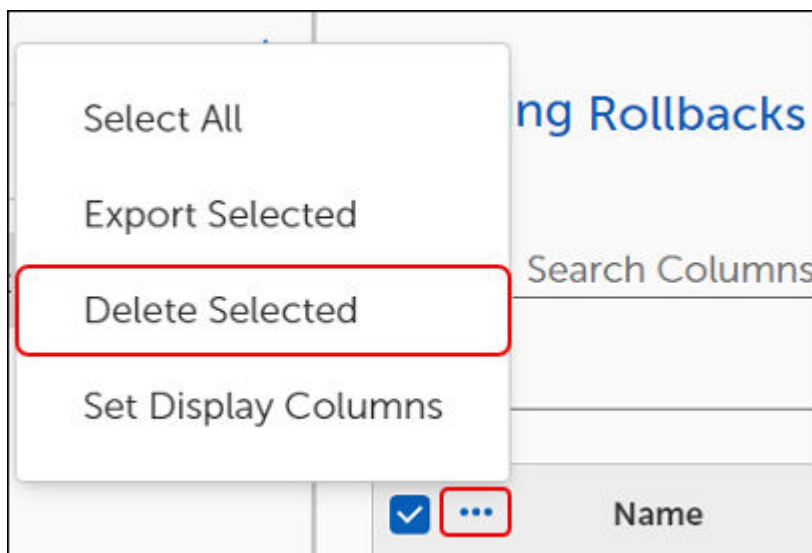 Select All
ng Rollbacks
Export Selected
Search Columns
Delete Selected
Set Display Columns
Name